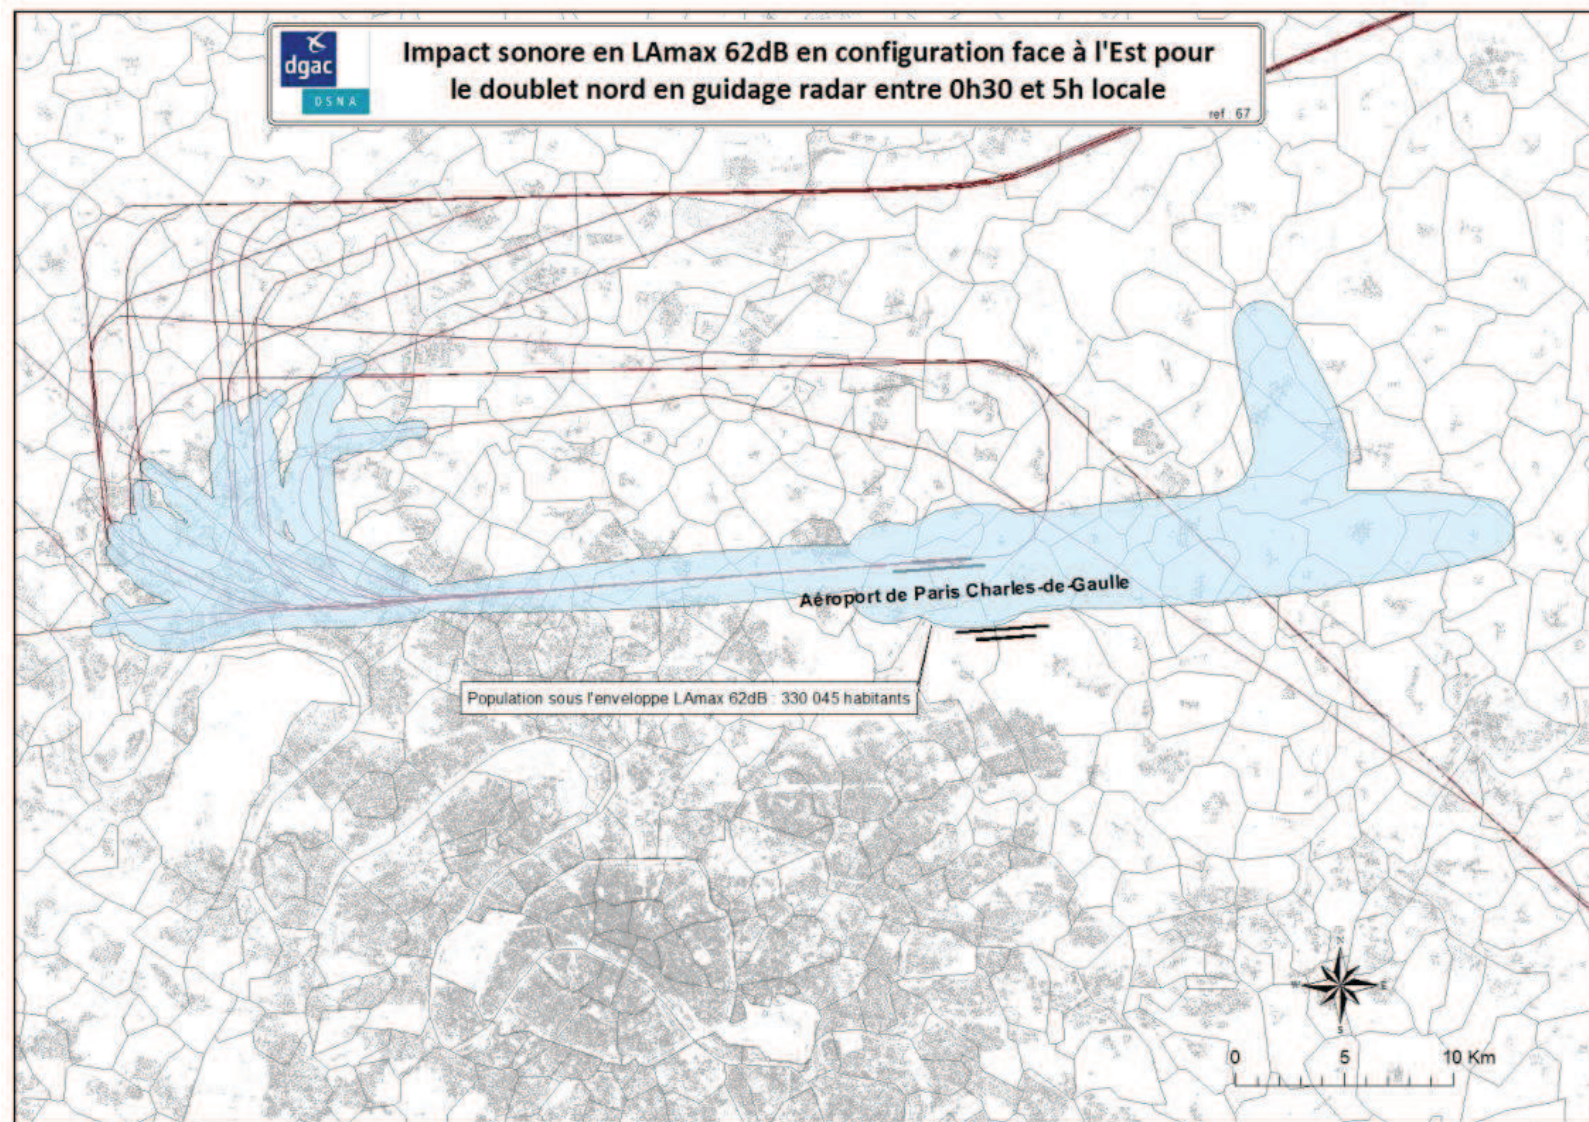 dgac
DSNA
Impact sonore en LAmax 62dB en configuration face à l'Est pour
le doublet nord en guidage radar entre 0h30 et 5h locale
ref : 67
Aéroport de Paris Charles-de-Gaulle
Population sous l'enveloppe LAmax 62dB : 330 045 habitants
N
W
E
S
0 5 10 Km